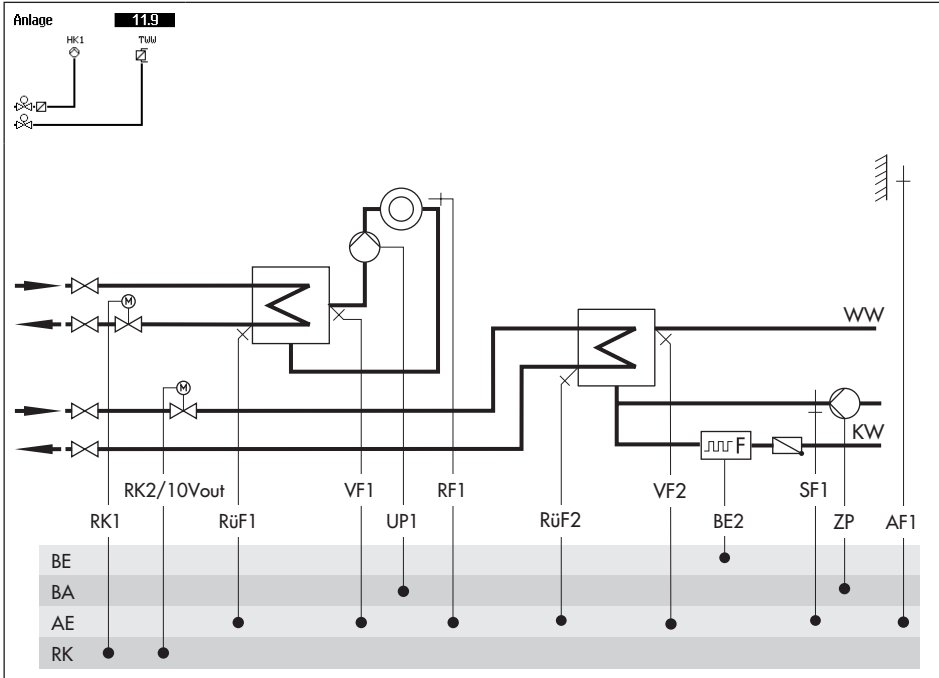 Anlage 11.9
HK1 TWW
M
M
WW
F
KW
RK2/10Vout VF1 RF1 VF2 SF1
RK1 RüF1 UP1 RüF2 BE2 ZP AF1
BE
BA
AE
RK